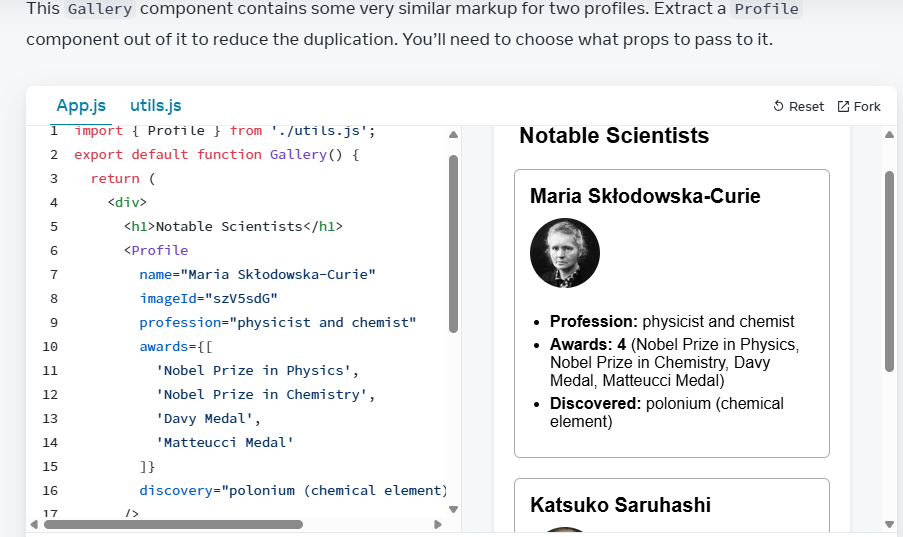 This Gallery component contains some very similar markup for two profiles. Extract a Profile
component out of it to reduce the duplication. You’ll need to choose what props to pass to it.
App.js utils.js Reset Fork
1 import { Profile } from './utils.js';
2 export default function Gallery() {
3 return (
4 <div>
5 <h1>Notable Scientists</h1>
6 <Profile
7 name="Maria Skłodowska-Curie"
8 imageId="szV5sdG"
9 profession="physicist and chemist"
10 awards={[
11 'Nobel Prize in Physics',
12 'Nobel Prize in Chemistry',
13 'Davy Medal',
14 'Matteucci Medal'
15 ]}
16 discovery="polonium (chemical element)
17 />
Notable Scientists
Maria Skłodowska-Curie
• Profession: physicist and chemist
• Awards: 4 (Nobel Prize in Physics,
Nobel Prize in Chemistry, Davy
Medal, Matteucci Medal)
• Discovered: polonium (chemical
element)
Katsuko Saruhashi